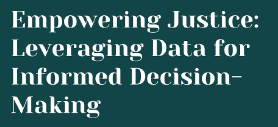 Empowering Justice:
Leveraging Data for
Informed Decision-
Making